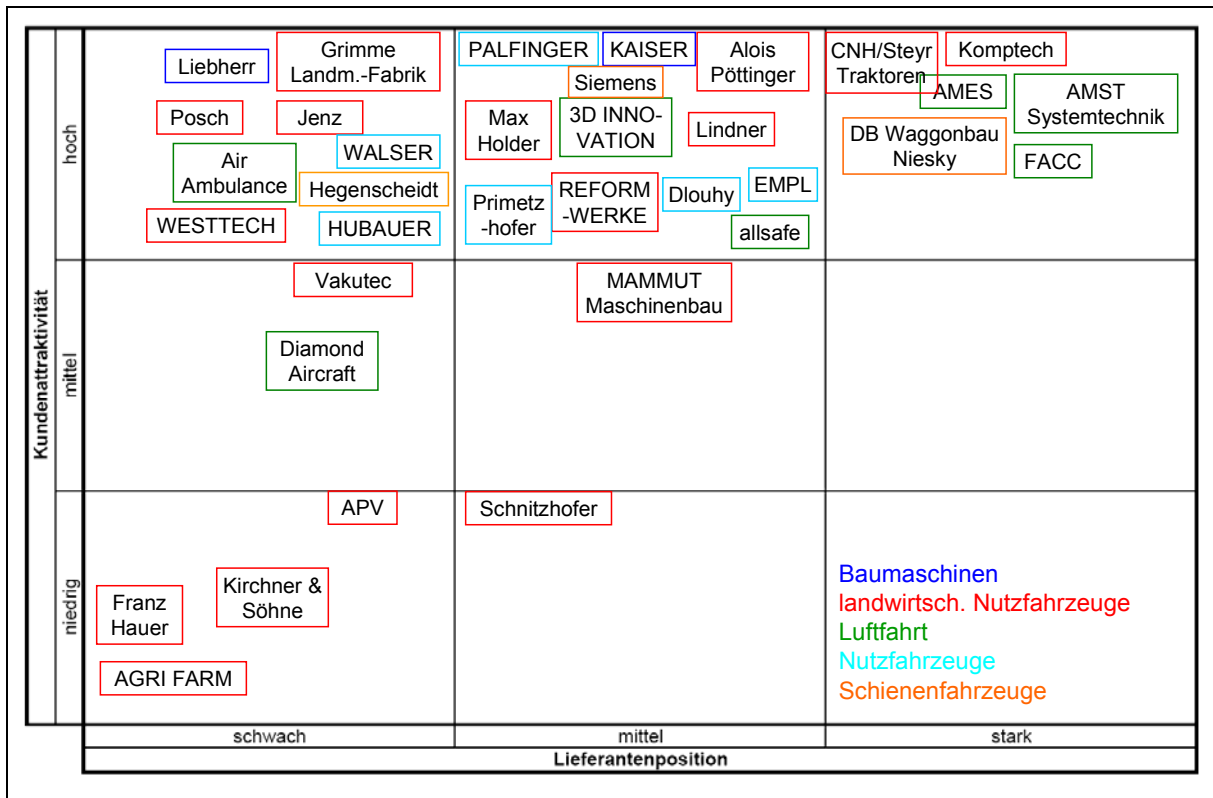 Kundenattraktivität
hoch
mittel
niedrig
Liebherr
Grimme
Landm.-Fabrik
Posch
Jenz
Air
Ambulance
WALSER
Hegenscheidt
WESTTECH
HUBAUER
PALFINGER
KAISER
Alois
Pöttinger
Siemens
Max
Holder
3D INNO-
VATION
Lindner
Primetz
-hofer
REFORM
-WERKE
Dlouhy
EMPL
allsafe
CNH/Steyr
Traktoren
Komptech
AMES
AMST
Systemtechnik
DB Waggonbau
Niesky
FACC
Vakutec
Diamond
Aircraft
MAMMUT
Maschinenbau
APV
Kirchner &
Söhne
Franz
Hauer
AGRI FARM
Schnitzhofer
Baumaschinen
landwirtsch. Nutzfahrzeuge
Luftfahrt
Nutzfahrzeuge
Schienenfahrzeuge
schwach
mittel
stark
Lieferantenposition